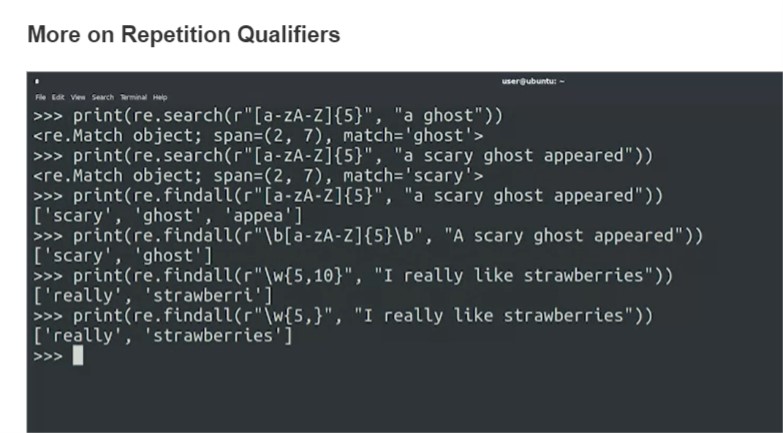 More on Repetition Qualifiers
user@ubuntu: ~
File Edit View Search Terminal Help
>>> print(re.search(r"[a-zA-Z]{5}", "a ghost"))
<re.Match object; span=(2, 7), match='ghost'>
>>> print(re.search(r"[a-zA-Z]{5}", "a scary ghost appeared"))
<re.Match object; span=(2, 7), match='scary'>
>>> print(re.findall(r"[a-zA-Z]{5}", "a scary ghost appeared"))
['scary', 'ghost', 'appea']
>>> print(re.findall(r"\b[a-zA-Z]{5}\b", "A scary ghost appeared"))
['scary', 'ghost']
>>> print(re.findall(r"\w{5,10}", "I really like strawberries"))
['really', 'strawberri']
>>> print(re.findall(r"\w{5,}", "I really like strawberries"))
['really', 'strawberries']
>>>